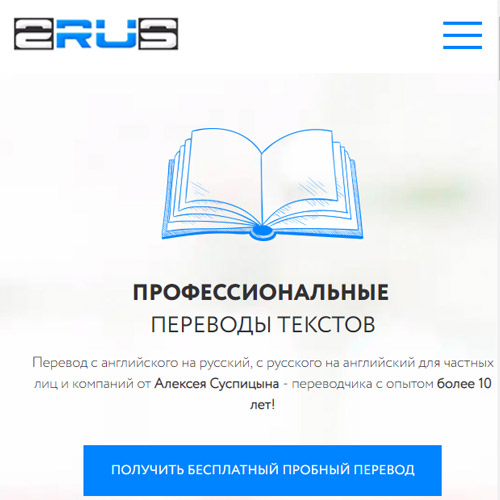 2RUS
ПРОФЕССИОНАЛЬНЫЕ
ПЕРЕВОДЫ ТЕКСТОВ
Перевод с английского на русский, с русского на английский для частных
лиц и компаний от Алексея Суспицына - переводчика с опытом более 10
лет!
ПОЛУЧИТЬ БЕСПЛАТНЫЙ ПРОБНЫЙ ПЕРЕВОД